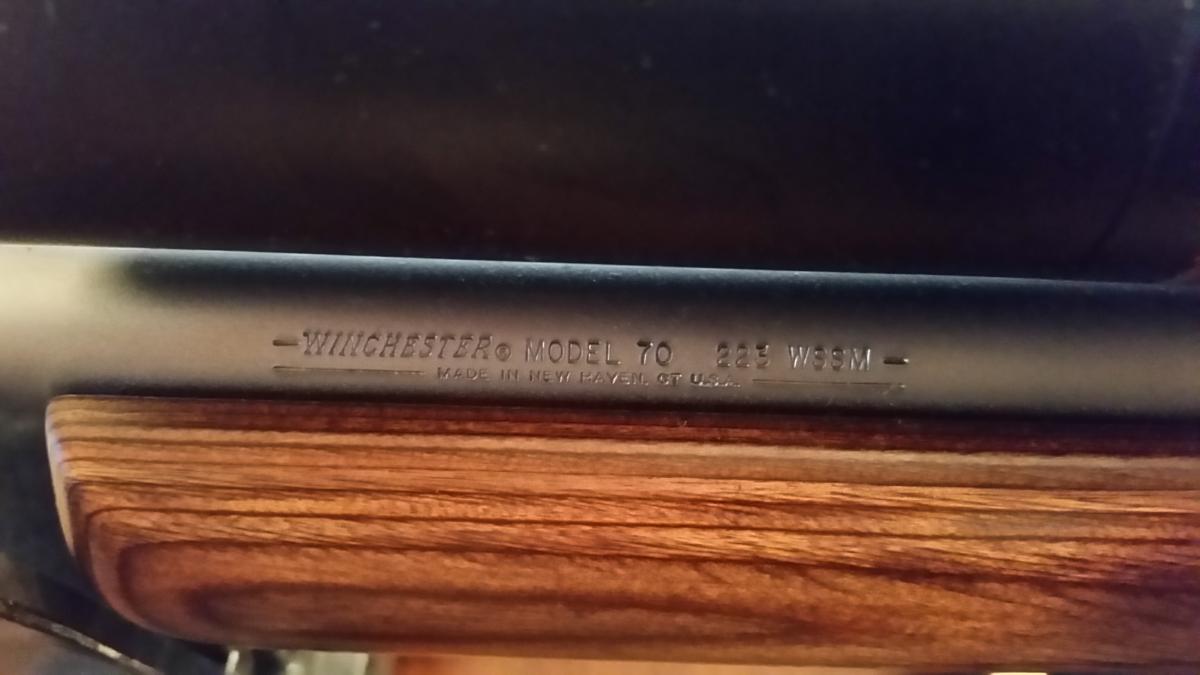 WINCHESTER® MODEL 70 223 WSSM
MADE IN NEW HAVEN, CT U.S.A.